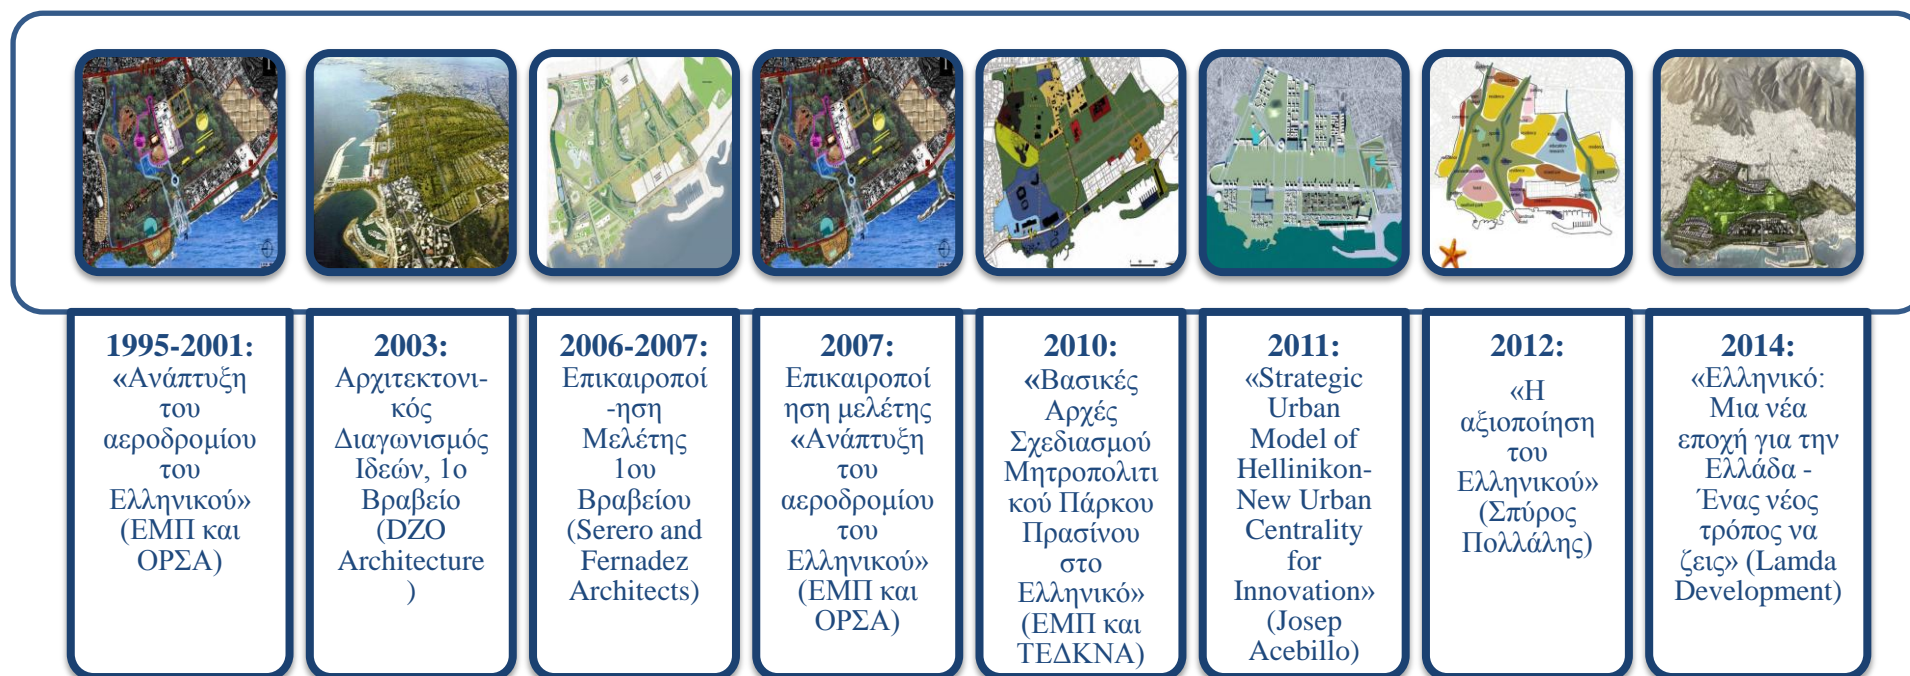 1995-2001:
«Ανάπτυξη
του
αεροδρομίου
του
Ελληνικού»
(ΕΜΠ και
ΟΡΣΑ)
2003:
Αρχιτεκτονι-
κός
Διαγωνισμός
Ιδεών, 1ο
Βραβείο
(DZO
Architecture
)
2006-2007:
Επικαιροποί
-ηση
Μελέτης
1ου
Βραβείου
(Serero and
Fernadez
Architects)
2007:
Επικαιροποί
ηση μελέτης
«Ανάπτυξη
του
αεροδρομίου
του
Ελληνικού»
(ΕΜΠ και
ΟΡΣΑ)
2010:
«Βασικές
Αρχές
Σχεδιασμού
Μητροπολιτι
κού Πάρκου
Πρασίνου
στο
Ελληνικό»
(ΕΜΠ και
ΤΕΔΚΝΑ)
2011:
«Strategic
Urban
Model of
Hellinikon-
New Urban
Centrality
for
Innovation»
(Josep
Acebillo)
2012:
«Η
αξιοποίηση
του
Ελληνικού»
(Σπύρος
Πολλάλης)
2014:
«Ελληνικό:
Μια νέα
εποχή για την
Ελλάδα -
Ένας νέος
τρόπος να
ζεις» (Lamda
Development)